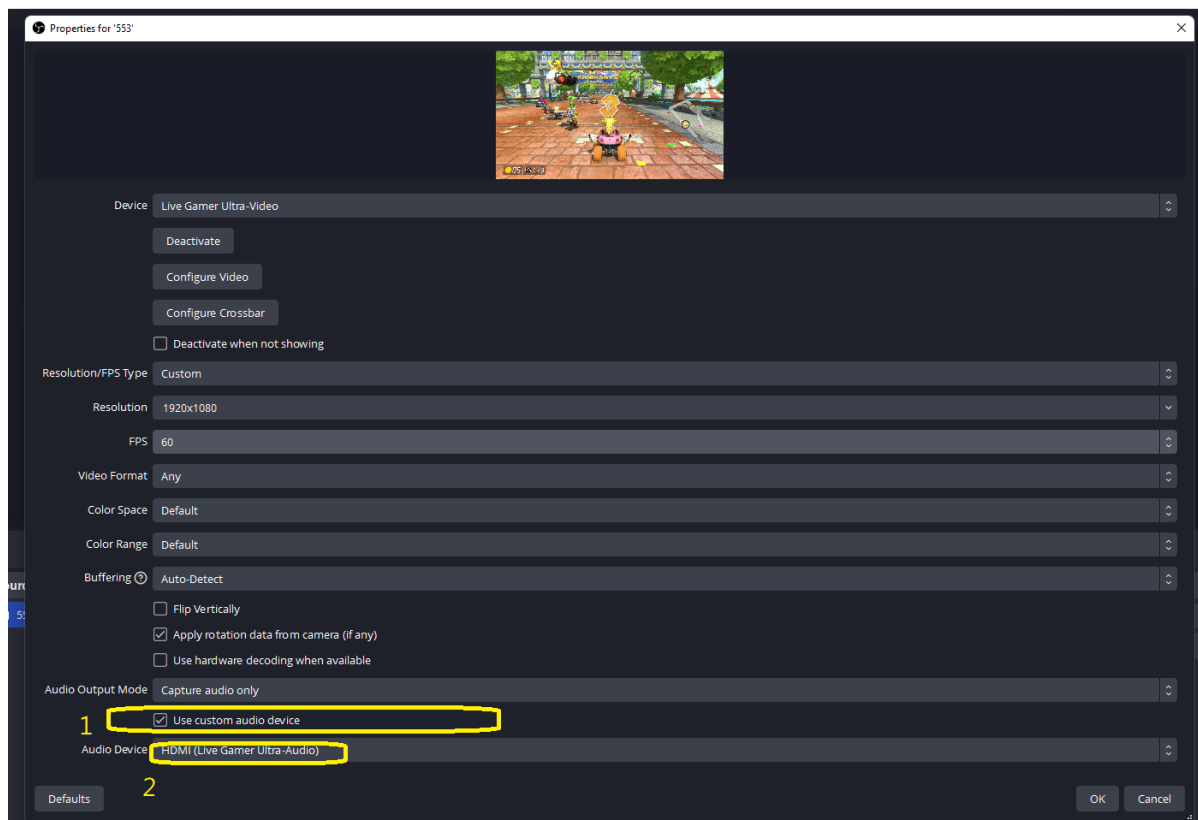 Properties for '553'
Device Live Gamer Ultra-Video
Deactivate
Configure Video
Configure Crossbar
Deactivate when not showing
Resolution/FPS Type Custom
Resolution 1920x1080
FPS 60
Video Format Any
Color Space Default
Color Range Default
Buffering ? Auto-Detect
Flip Vertically
Apply rotation data from camera (if any)
Use hardware decoding when available
Audio Output Mode Capture audio only
1 Use custom audio device
Audio Device HDMI (Live Gamer Ultra-Audio)
2
Defaults OK Cancel